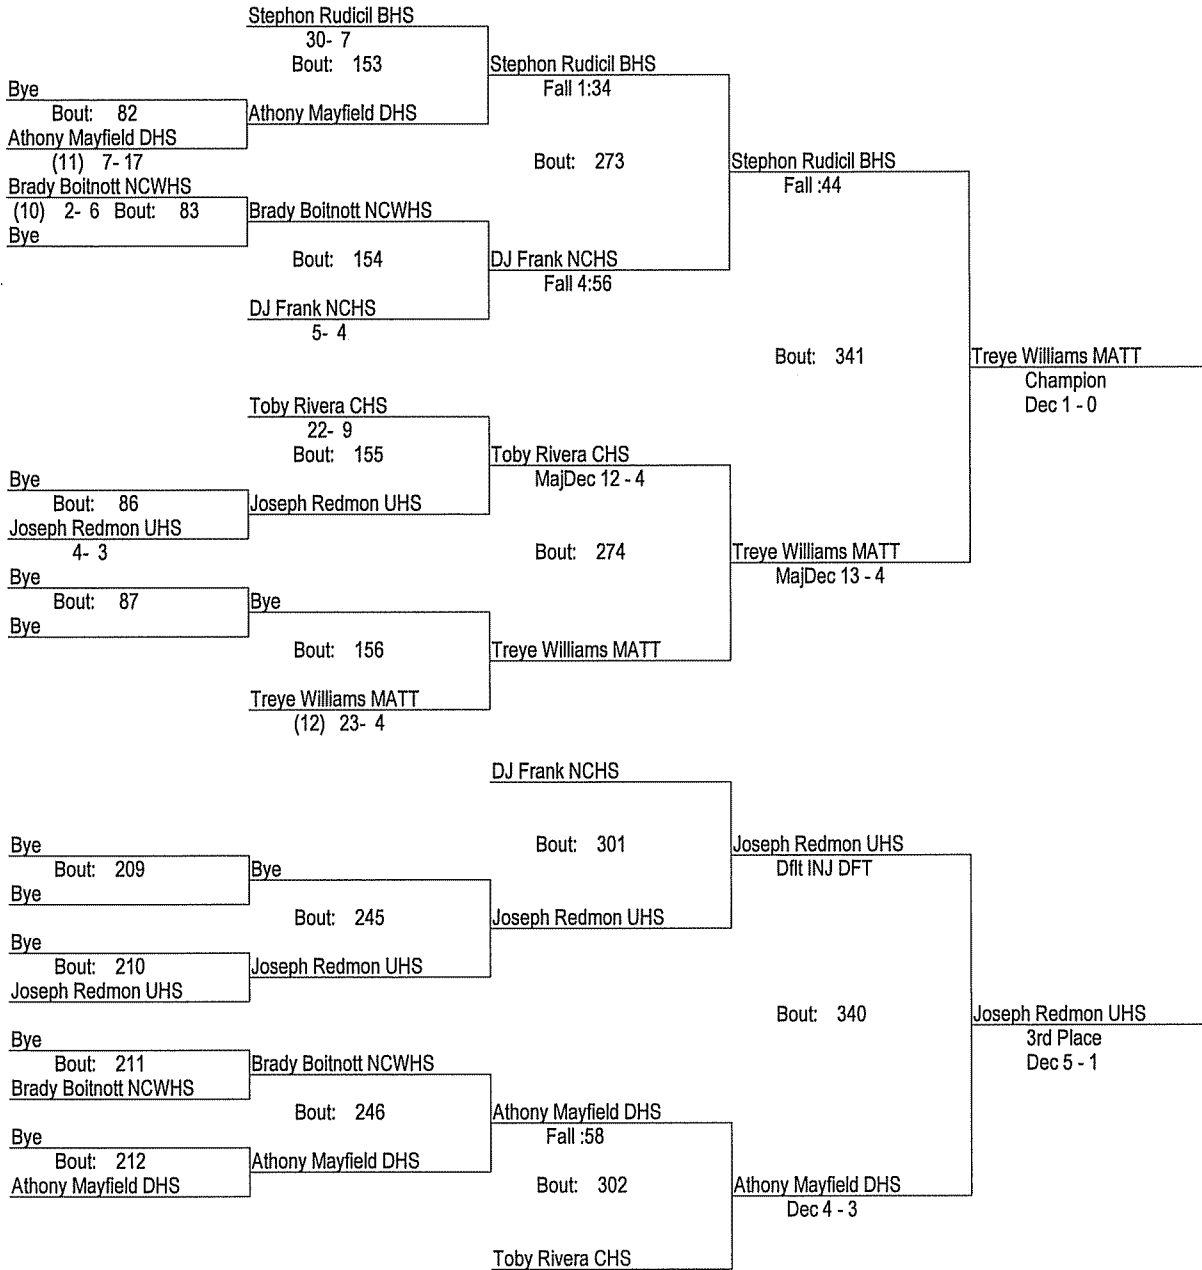 Stephon Rudicil BHS
30- 7
Bout: 153
Stephon Rudicil BHS
Fall 1:34
Bye
Bout: 82
Athony Mayfield DHS
Athony Mayfield DHS
(11) 7- 17
Bout: 273
Stephon Rudicil BHS
Fall :44
Brady Boitnott NCWHS
(10) 2- 6 Bout: 83
Brady Boitnott NCWHS
Bye
Bout: 154
DJ Frank NCHS
Fall 4:56
DJ Frank NCHS
5- 4
Bout: 341
Treye Williams MATT
Champion
Dec 1 - 0
Toby Rivera CHS
22- 9
Bout: 155
Toby Rivera CHS
MajDec 12 - 4
Bye
Bout: 86
Joseph Redmon UHS
Joseph Redmon UHS
4- 3
Bout: 274
Treye Williams MATT
MajDec 13 - 4
Bye
Bout: 87
Bye
Bye
Bout: 156
Treye Williams MATT
Treye Williams MATT
(12) 23- 4
DJ Frank NCHS
Bye
Bout: 209
Bye
Bye
Bout: 301
Joseph Redmon UHS
Dflt INJ DFT
Bout: 245
Joseph Redmon UHS
Bye
Bout: 210
Joseph Redmon UHS
Joseph Redmon UHS
Bout: 340
Joseph Redmon UHS
3rd Place
Dec 5 - 1
Bye
Bout: 211
Brady Boitnott NCWHS
Brady Boitnott NCWHS
Bout: 246
Athony Mayfield DHS
Fall :58
Bye
Bout: 212
Athony Mayfield DHS
Athony Mayfield DHS
Bout: 302
Athony Mayfield DHS
Dec 4 - 3
Toby Rivera CHS